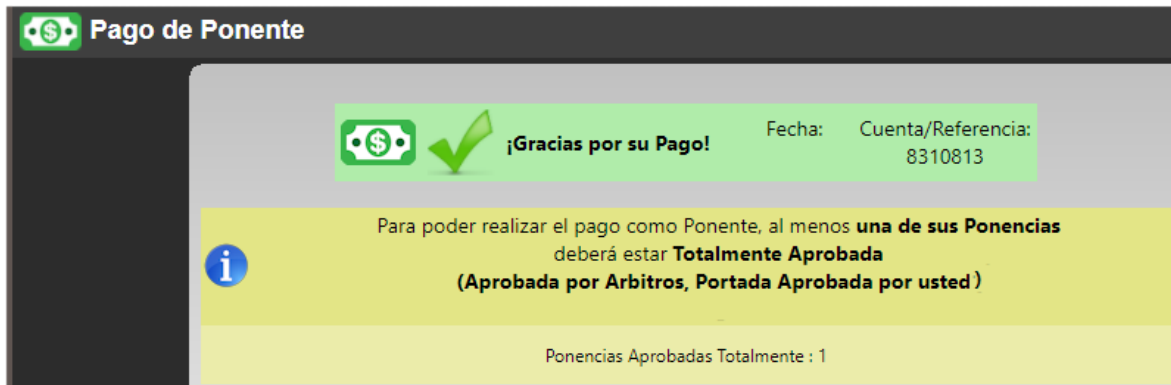 Pago de Ponente
¡Gracias por su Pago!
Fecha:
Cuenta/Referencia:
8310813
Para poder realizar el pago como Ponente, al menos una de sus Ponencias
deberá estar Totalmente Aprobada
(Aprobada por Arbitros, Portada Aprobada por usted)
Ponencias Aprobadas Totalmente : 1